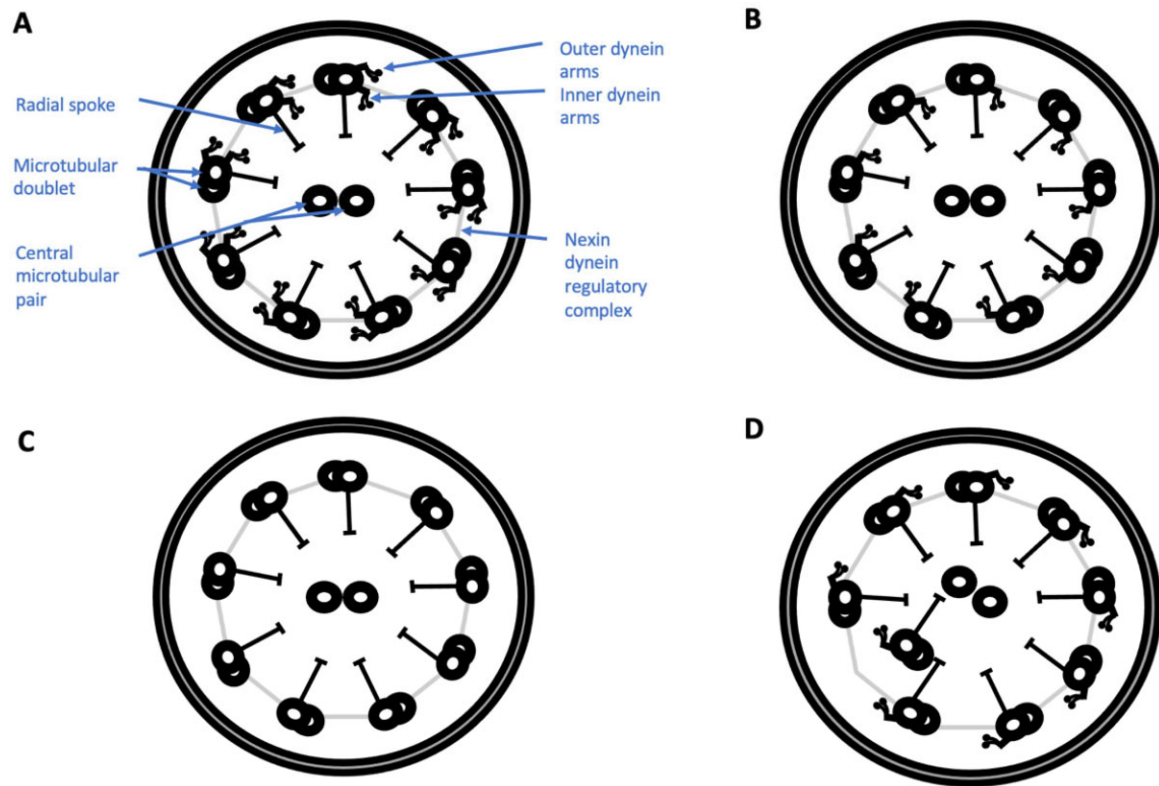 A
Outer dynein
arms
Inner dynein
arms
Radial spoke
Microtubular
doublet
Central
microtubular
pair
Nexin
dynein
regulatory
complex
B
C
D